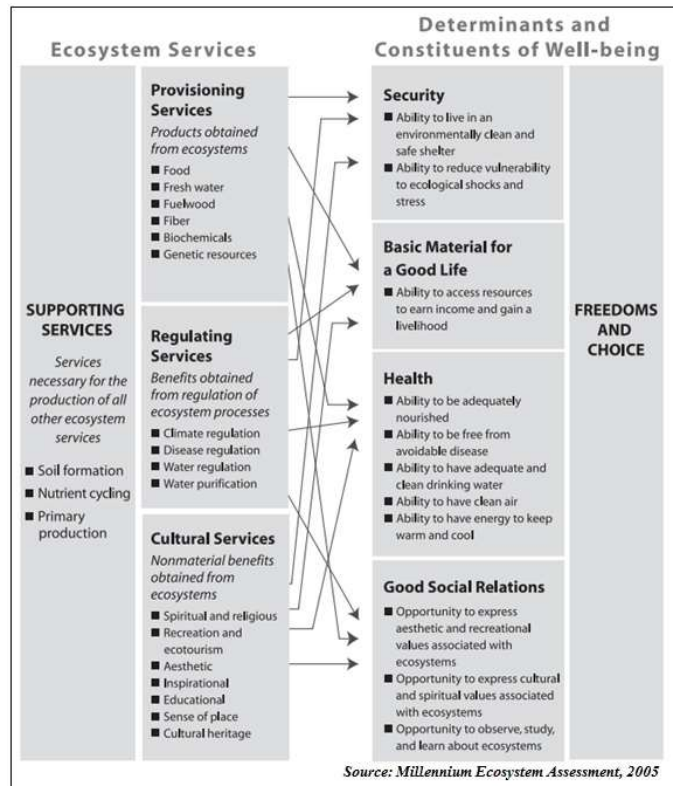 Ecosystem Services
Determinants and
Constituents of Well-being
SUPPORTING
SERVICES
Services
necessary for the
production of all
other ecosystem
services
■ Soil formation
■ Nutrient cycling
■ Primary
production
Provisioning
Services
Products obtained
from ecosystems
■ Food
■ Fresh water
■ Fuelwood
■ Fiber
■ Biochemicals
■ Genetic resources
Regulating
Services
Benefits obtained
from regulation of
ecosystem processes
■ Climate regulation
■ Disease regulation
■ Water regulation
■ Water purification
Cultural Services
Nonmaterial benefits
obtained from
ecosystems
■ Spiritual and religious
■ Recreation and
ecotourism
■ Aesthetic
■ Inspirational
■ Educational
■ Sense of place
■ Cultural heritage
Security
■ Ability to live in an
environmentally clean and
safe shelter
■ Ability to reduce vulnerability
to ecological shocks and
stress
Basic Material for
a Good Life
■ Ability to access resources
to earn income and gain a
livelihood
Health
■ Ability to be adequately
nourished
■ Ability to be free from
avoidable disease
■ Ability to have adequate and
clean drinking water
■ Ability to have clean air
■ Ability to have energy to keep
warm and cool
Good Social Relations
■ Opportunity to express
aesthetic and recreational
values associated with
ecosystems
■ Opportunity to express cultural
and spiritual values associated
with ecosystems
■ Opportunity to observe, study,
and learn about ecosystems
FREEDOMS
AND
CHOICE
Source: Millennium Ecosystem Assessment, 2005